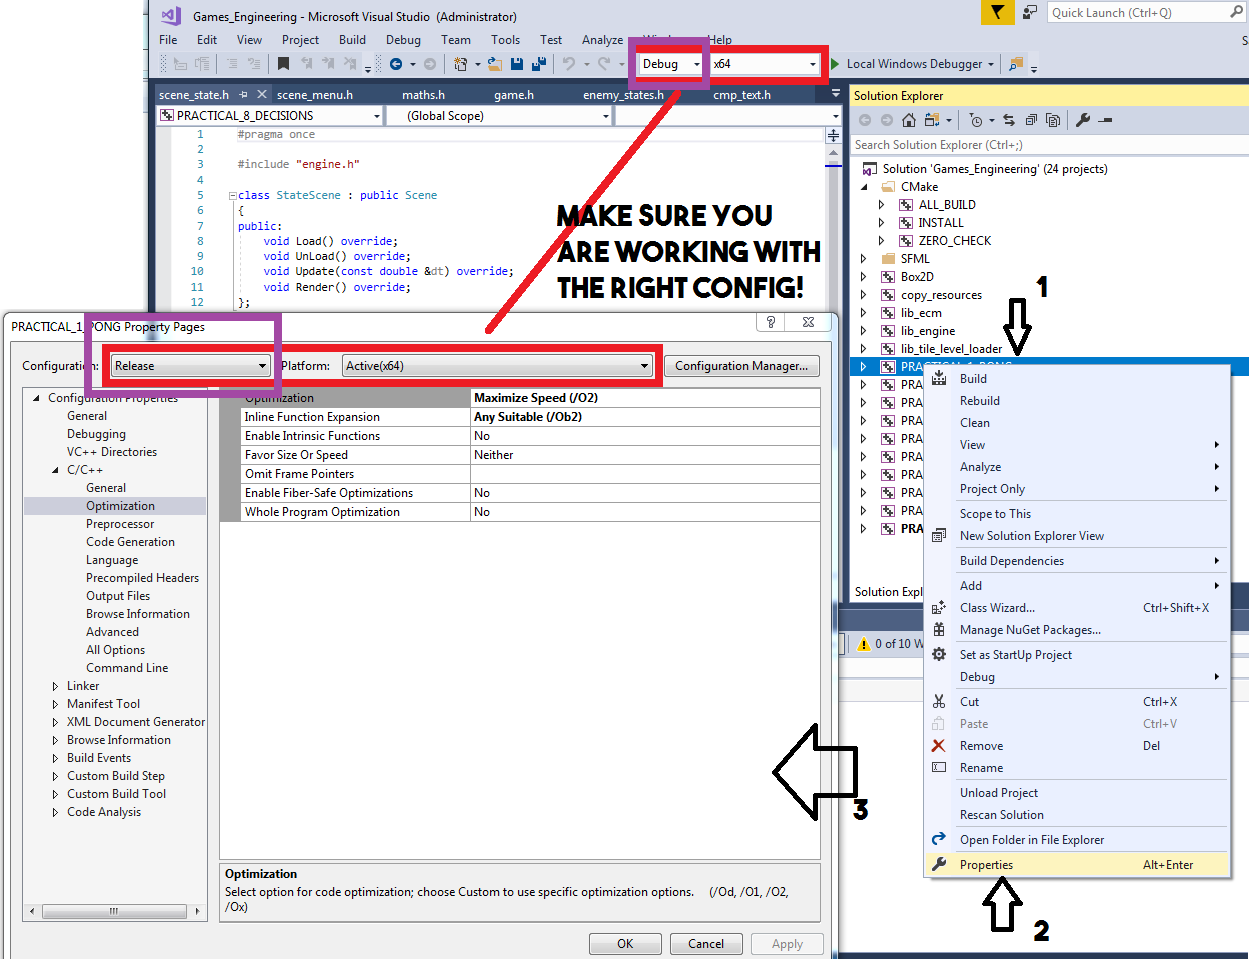 Games_Engineering - Microsoft Visual Studio (Administrator)
Quick Launch (Ctrl+Q)
File Edit View Project Build Debug Team Tools Test Analyze Help
S
Debug x64 Local Windows Debugger
scene_state.h scene_menu.h maths.h game.h enemy_states.h cmp_text.h
PRACTICAL_8_DECISIONS (Global Scope)
1 #pragma once
2
3 #include "engine.h"
4
5 class StateScene : public Scene
6 {
7 public:
8 void Load() override;
9 void UnLoad() override;
10 void Update(const double &dt) override;
11 void Render() override;
12 };
MAKE SURE YOU
ARE WORKING WITH
THE RIGHT CONFIG!
Solution Explorer
Search Solution Explorer (Ctrl+;)
Solution 'Games_Engineering' (24 projects)
CMake
ALL_BUILD
INSTALL
ZERO_CHECK
SFML
Box2D
copy_resources
lib_ecm
lib_engine
lib_tile_level_loader
PRACTICAL_1_PONG
PRA
PRA
PRA
PRA
PRA
PRA
PRA
PRA
PRA
Solution Expl
0 of 10 W
1
Build
Rebuild
Clean
View
Analyze
Project Only
Scope to This
New Solution Explorer View
Build Dependencies
Add
Class Wizard... Ctrl+Shift+X
Manage NuGet Packages...
Set as StartUp Project
Debug
Cut Ctrl+X
Paste Ctrl+V
Remove Del
Rename
Unload Project
Rescan Solution
Open Folder in File Explorer
Properties Alt+Enter
2
PRACTICAL_1_PONG Property Pages
?
Configuration: Release Platform: Active(x64) Configuration Manager...
Configuration Properties
General
Debugging
VC++ Directories
C/C++
General
Optimization
Preprocessor
Code Generation
Language
Precompiled Headers
Output Files
Browse Information
Advanced
All Options
Command Line
Linker
Manifest Tool
XML Document Generator
Browse Information
Build Events
Custom Build Step
Custom Build Tool
Code Analysis
Optimization Maximize Speed (/O2)
Inline Function Expansion Any Suitable (/Ob2)
Enable Intrinsic Functions No
Favor Size Or Speed Neither
Omit Frame Pointers
Enable Fiber-Safe Optimizations No
Whole Program Optimization No
3
Optimization
Select option for code optimization; choose Custom to use specific optimization options. (/Od, /O1, /O2,
/Ox)
OK Cancel Apply